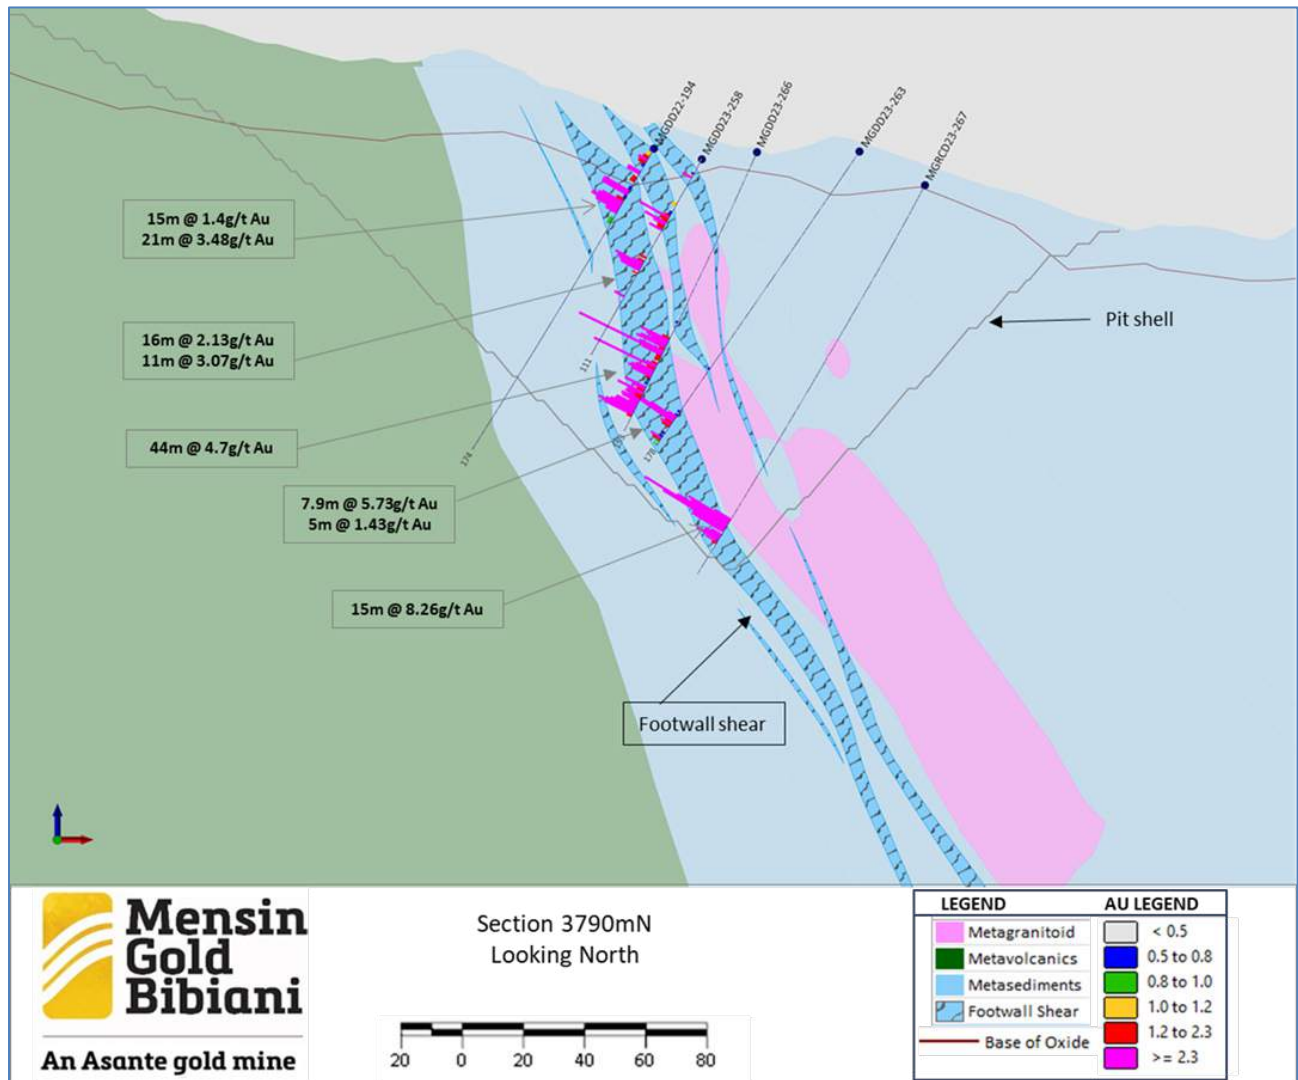 MGDD22-194
MGDD23-258
MGDD23-266
MGDD23-263
MGRCD23-267
15m @ 1.4g/t Au
21m @ 3.48g/t Au
16m @ 2.13g/t Au
11m @ 3.07g/t Au
44m @ 4.7g/t Au
7.9m @ 5.73g/t Au
5m @ 1.43g/t Au
15m @ 8.26g/t Au
Pit shell
111
174
178
Footwall shear
Mensin
Gold
Bibiani
An Asante gold mine
Section 3790mN
Looking North
20 0 20 40 60 80
LEGEND
Metagranitoid
Metavolcanics
Metasediments
Footwall Shear
Base of Oxide
AU LEGEND
< 0.5
0.5 to 0.8
0.8 to 1.0
1.0 to 1.2
1.2 to 2.3
>= 2.3